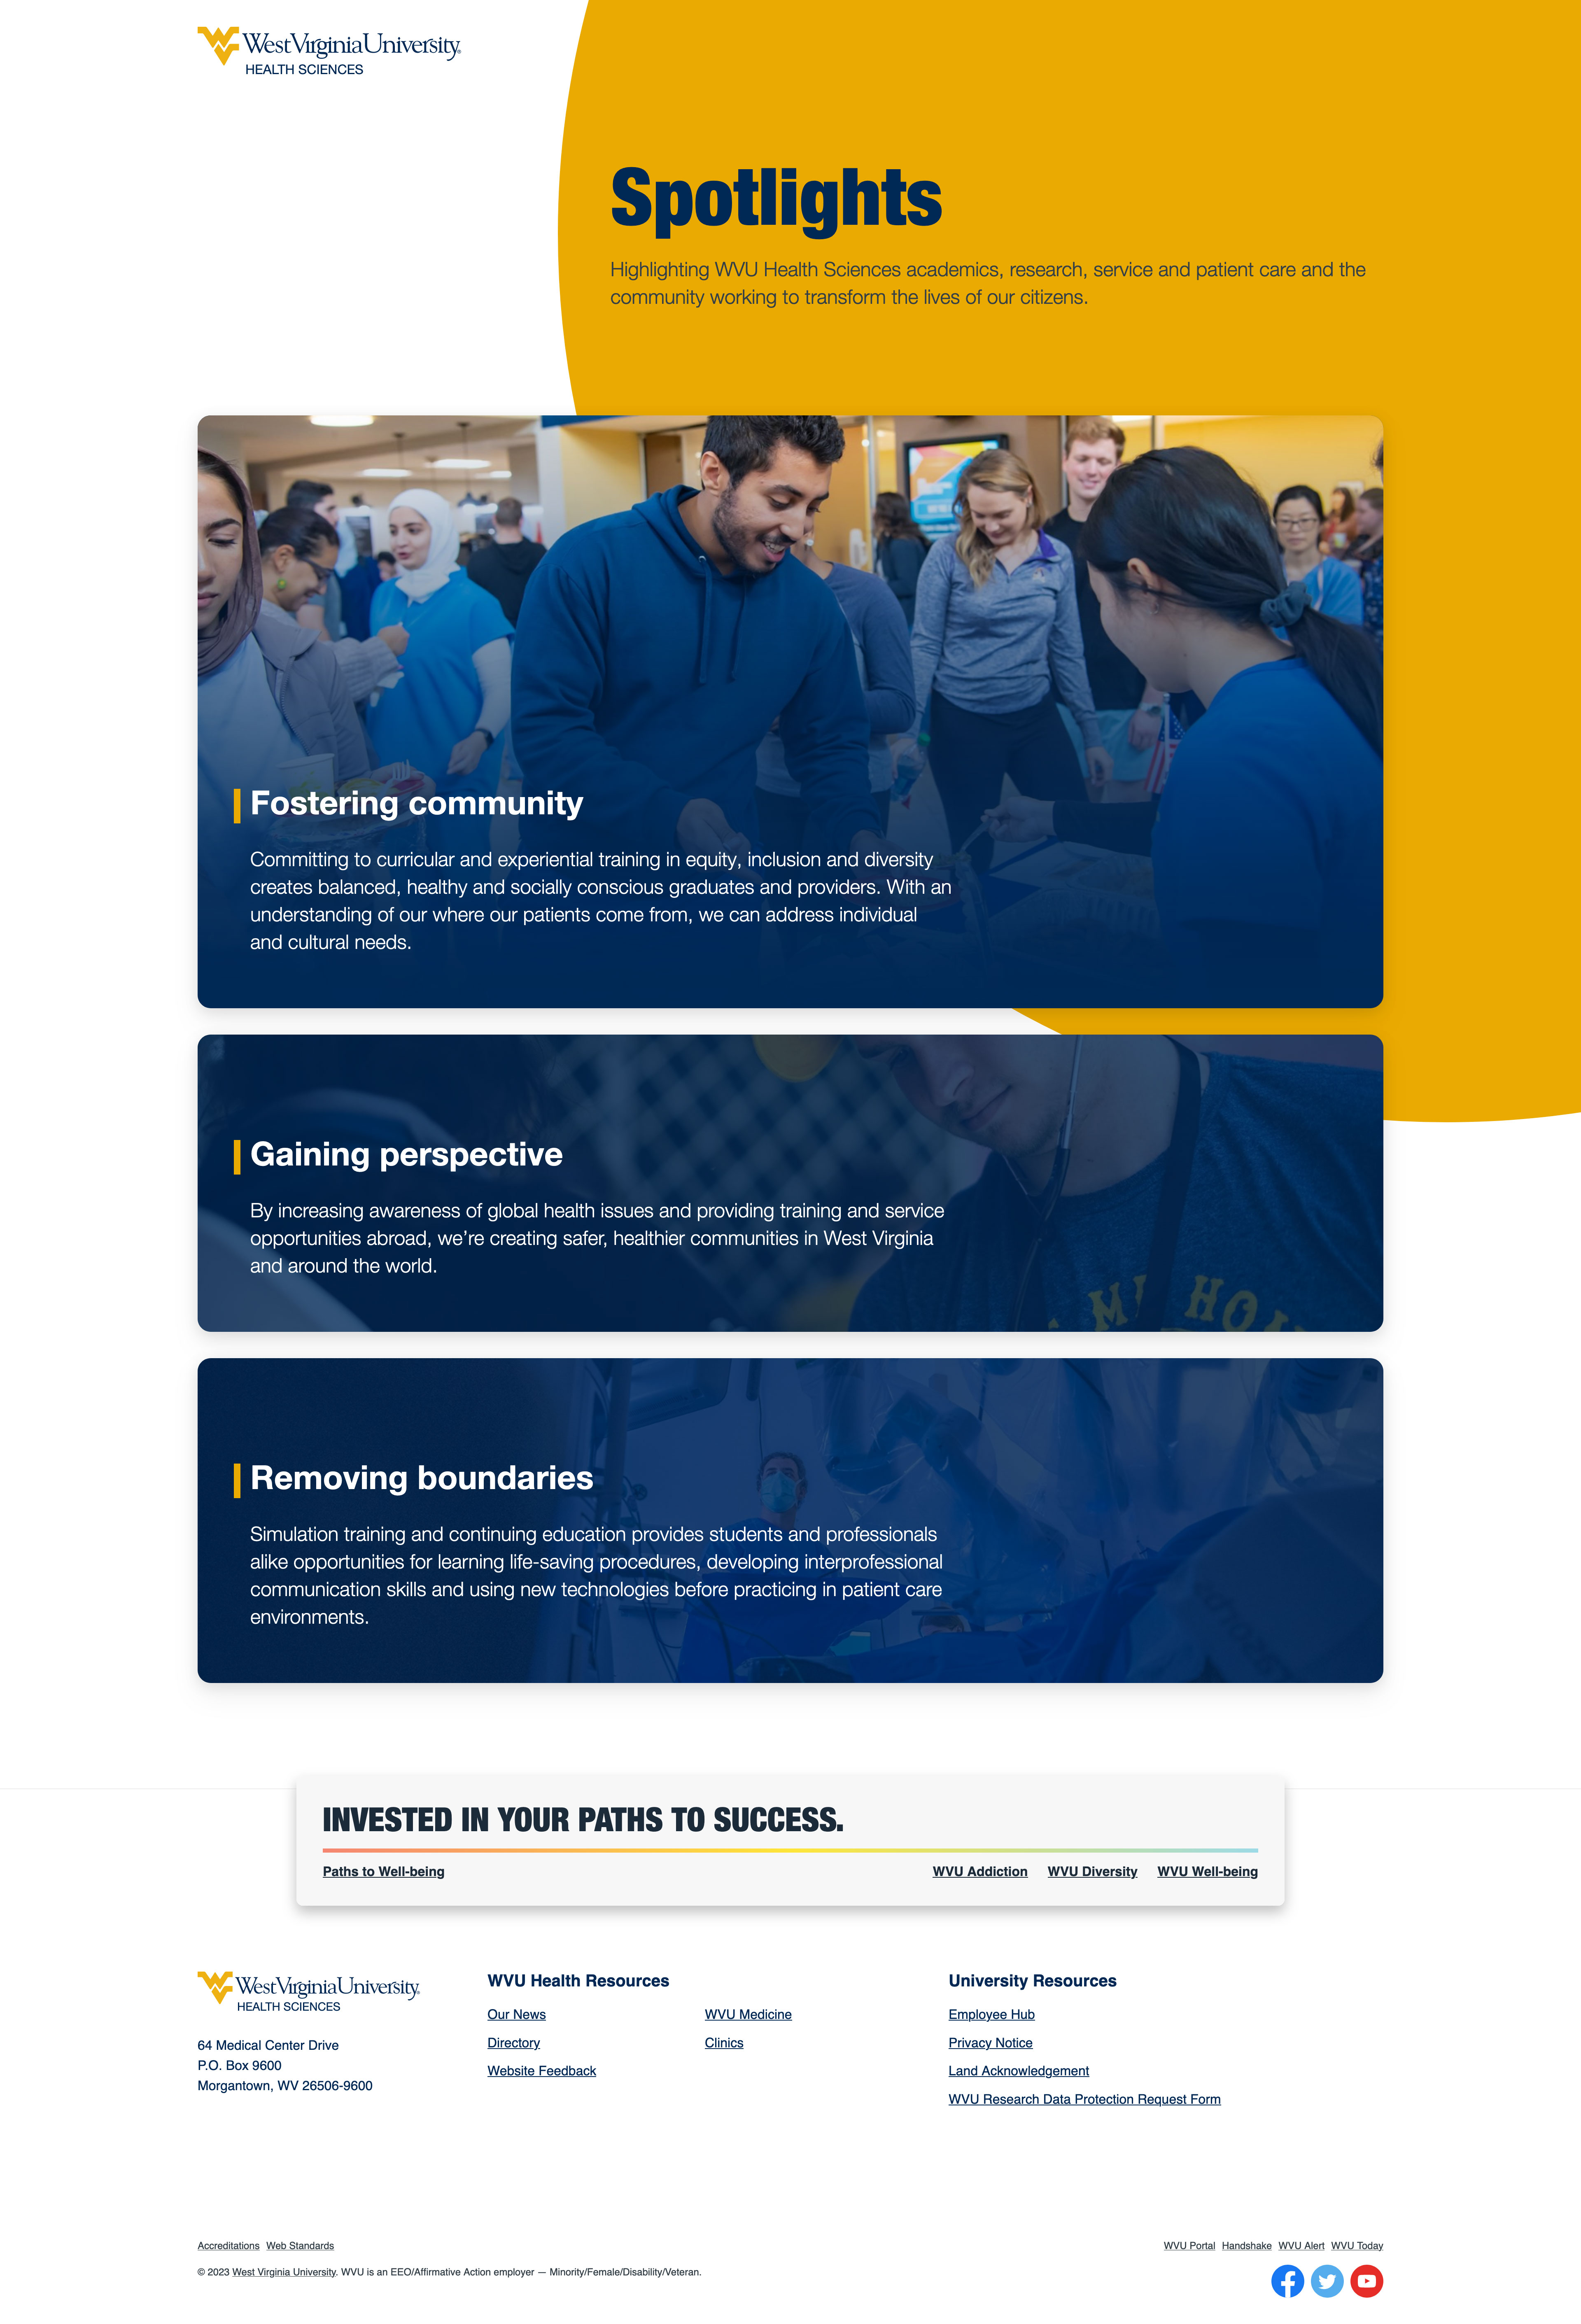 WestVirginiaUniversity®
HEALTH SCIENCES
Spotlights
Highlighting WVU Health Sciences academics, research, service and patient care and the
community working to transform the lives of our citizens.
Fostering community
Committing to curricular and experiential training in equity, inclusion and diversity
creates balanced, healthy and socially conscious graduates and providers. With an
understanding of our where our patients come from, we can address individual
and cultural needs.
Gaining perspective
By increasing awareness of global health issues and providing training and service
opportunities abroad, we’re creating safer, healthier communities in West Virginia
and around the world.
Removing boundaries
Simulation training and continuing education provides students and professionals
alike opportunities for learning life-saving procedures, developing interprofessional
communication skills and using new technologies before practicing in patient care
environments.
INVESTED IN YOUR PATHS TO SUCCESS.
Paths to Well-being
WVU Addiction WVU Diversity WVU Well-being
WestVirginiaUniversity®
HEALTH SCIENCES
64 Medical Center Drive
P.O. Box 9600
Morgantown, WV 26506-9600
WVU Health Resources
Our News
Directory
Website Feedback
WVU Medicine
Clinics
University Resources
Employee Hub
Privacy Notice
Land Acknowledgement
WVU Research Data Protection Request Form
Accreditations Web Standards
© 2023 West Virginia University. WVU is an EEO/Affirmative Action employer — Minority/Female/Disability/Veteran.
WVU Portal Handshake WVU Alert WVU Today